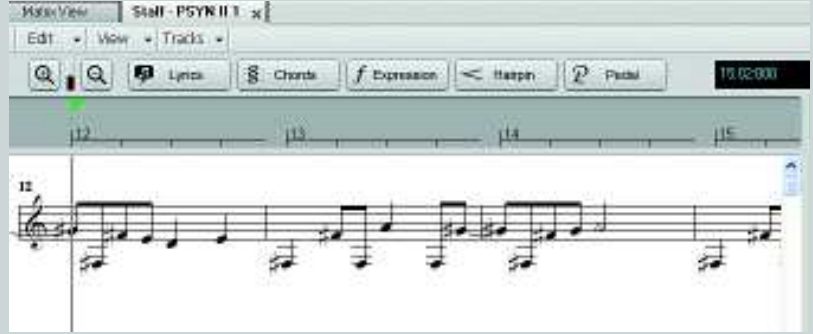 Matrix View Staff - PSYN II 1 x
Edit View Tracks
Lyrics Chords f Expression Hairpin Pedal 15.02:000
12 13 14 15
12